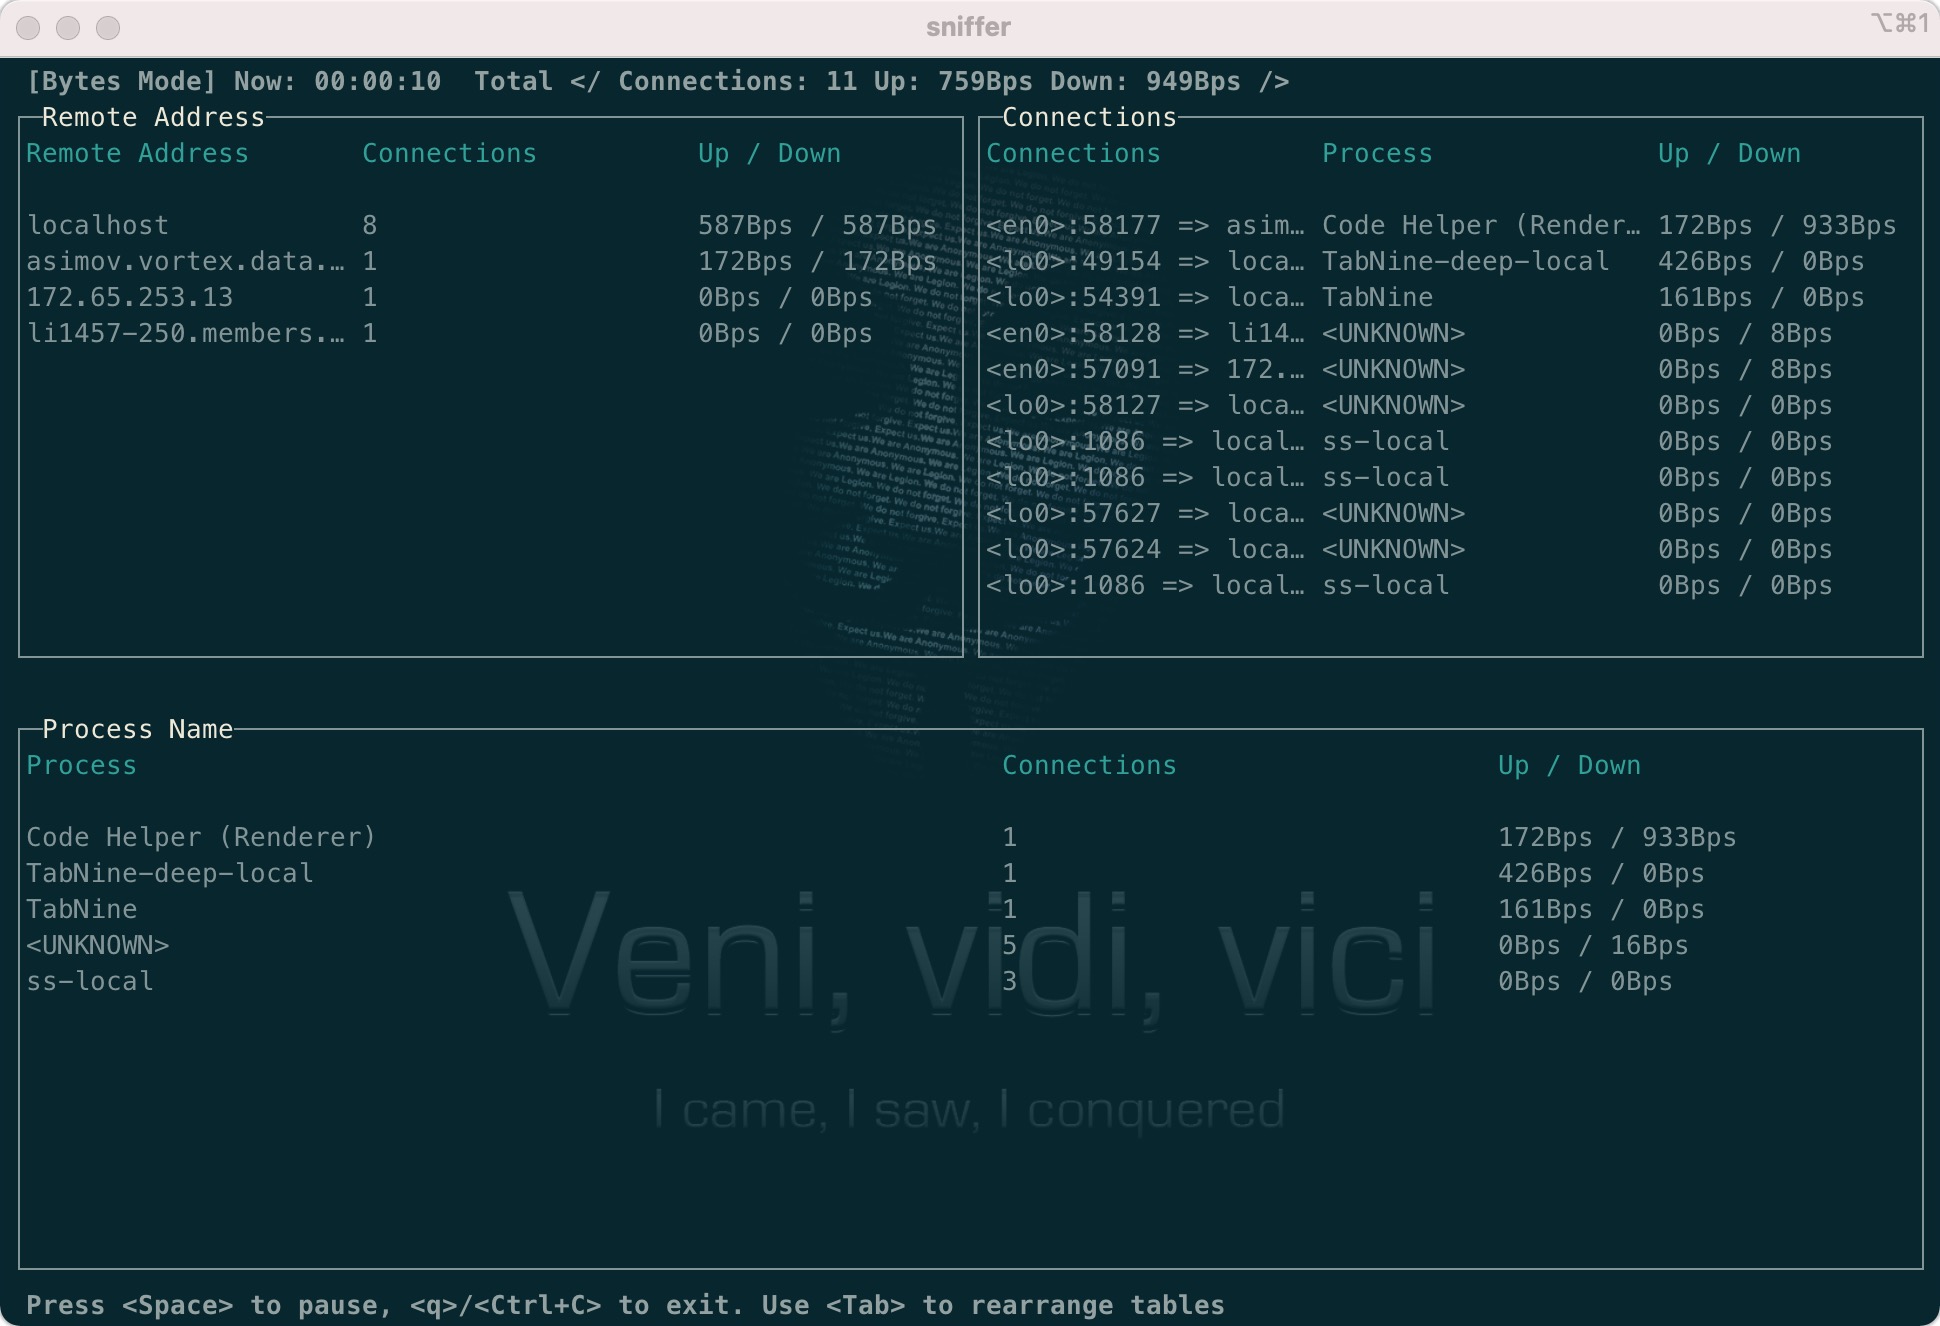 sniffer
⌥⌘1
[Bytes Mode] Now: 00:00:10  Total </ Connections: 11 Up: 759Bps Down: 949Bps />
Remote Address
Remote Address Connections Up / Down
localhost 8 587Bps / 587Bps
asimov.vortex.data.… 1 172Bps / 172Bps
172.65.253.13 1 0Bps / 0Bps
li1457-250.members.… 1 0Bps / 0Bps
Connections
Connections Process Up / Down
<en0>:58177 => asim… Code Helper (Render… 172Bps / 933Bps
<lo0>:49154 => loca… TabNine-deep-local 426Bps / 0Bps
<lo0>:54391 => loca… TabNine 161Bps / 0Bps
<en0>:58128 => li14… <UNKNOWN> 0Bps / 8Bps
<en0>:57091 => 172.… <UNKNOWN> 0Bps / 8Bps
<lo0>:58127 => loca… <UNKNOWN> 0Bps / 0Bps
<lo0>:1086 => local… ss-local 0Bps / 0Bps
<lo0>:1086 => local… ss-local 0Bps / 0Bps
<lo0>:57627 => loca… <UNKNOWN> 0Bps / 0Bps
<lo0>:57624 => loca… <UNKNOWN> 0Bps / 0Bps
<lo0>:1086 => local… ss-local 0Bps / 0Bps
Process Name
Process Connections Up / Down
Code Helper (Renderer) 1 172Bps / 933Bps
TabNine-deep-local 1 426Bps / 0Bps
TabNine 1 161Bps / 0Bps
<UNKNOWN> 5 0Bps / 16Bps
ss-local 3 0Bps / 0Bps
Veni, vidi, vici
I came, I saw, I conquered
Press <Space> to pause, <q>/<Ctrl+C> to exit. Use <Tab> to rearrange tables